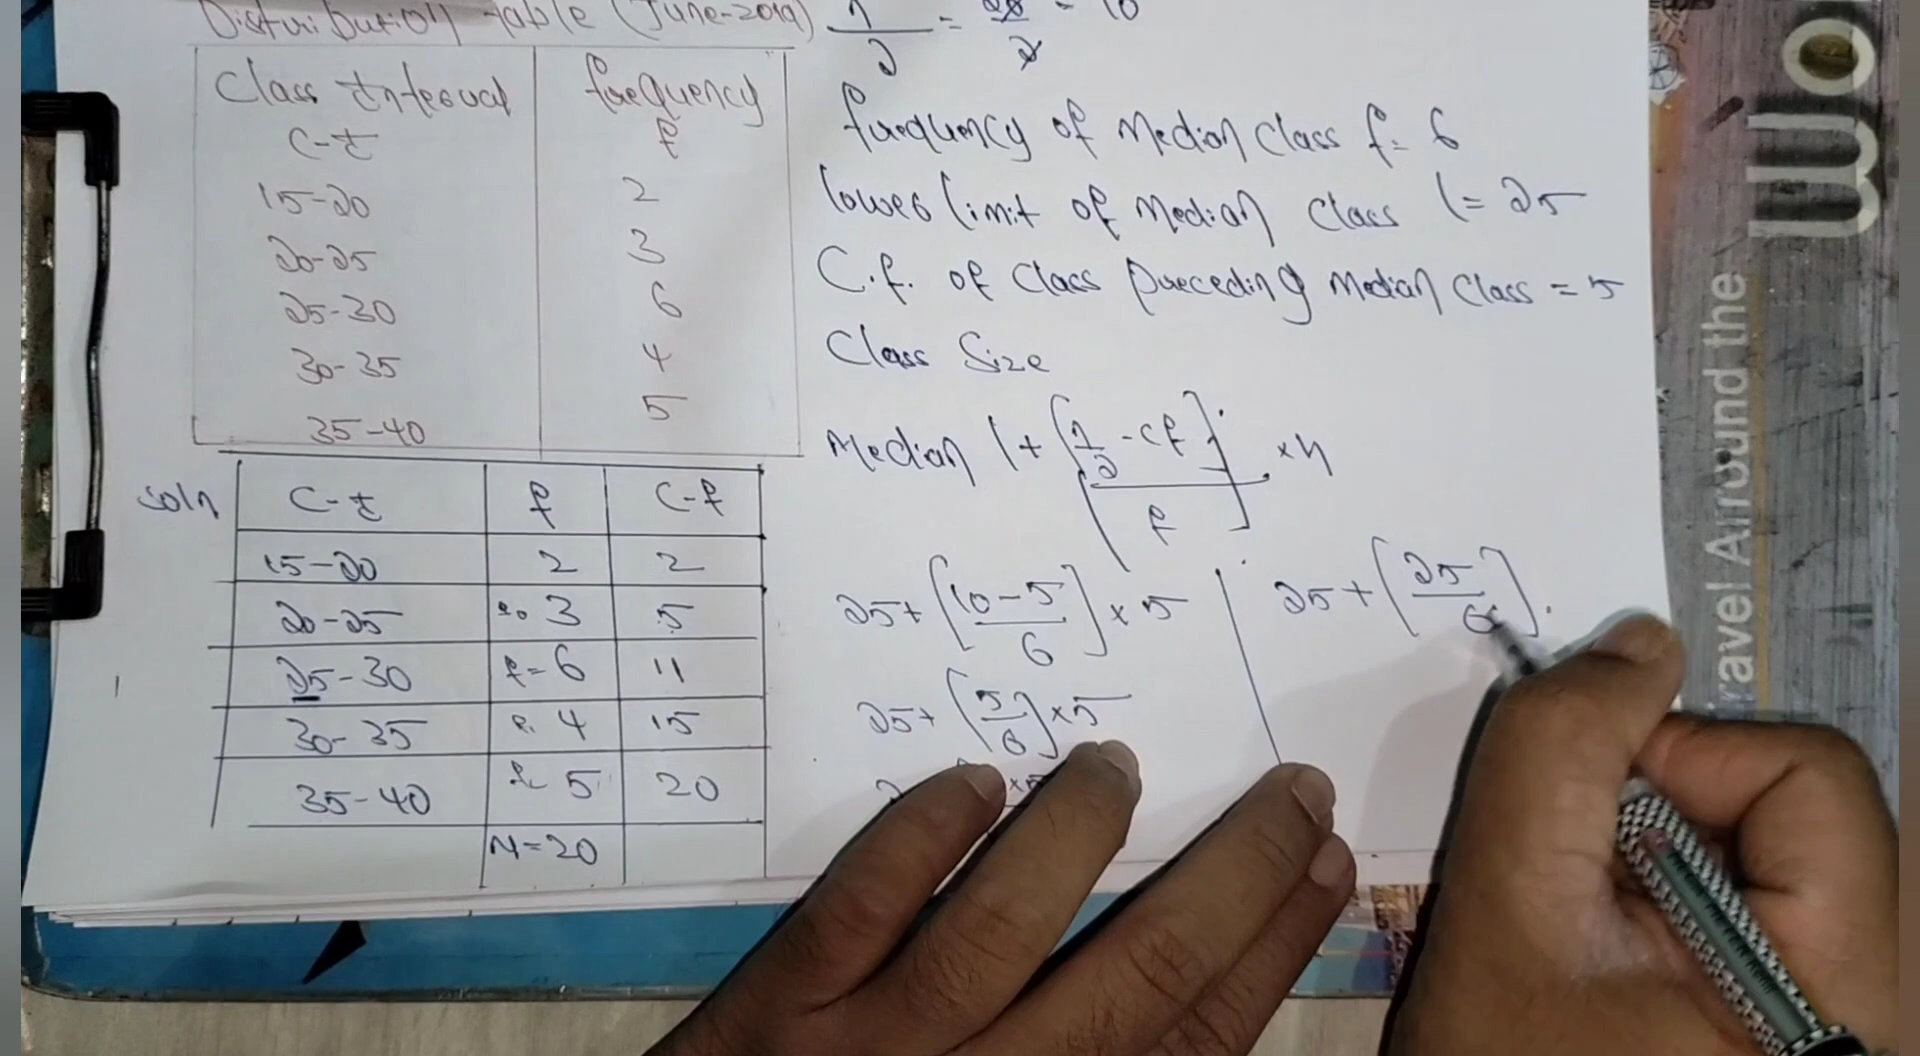 Distribution table (June-2019)
Class Interval frequency
C-I f
15-20 2
20-25 3
25-30 6
30-35 4
35-40 5
Soln
C-I f C-f
15-20 2 2
20-25 3 5
25-30 f=6 11
30-35 4 15
35-40 5 20
N=20
n/2 = 20/2 = 10
frequency of Median Class f= 6
lower limit of Median Class l= 25
C.f. of Class Preceding Median Class = 5
Class Size
Median l + [n/2 - cf / f] × h
25+ [10-5 / 6] × 5
25+ (5/6) × 5
25+ (25/6)
Wom
ravel Airround the